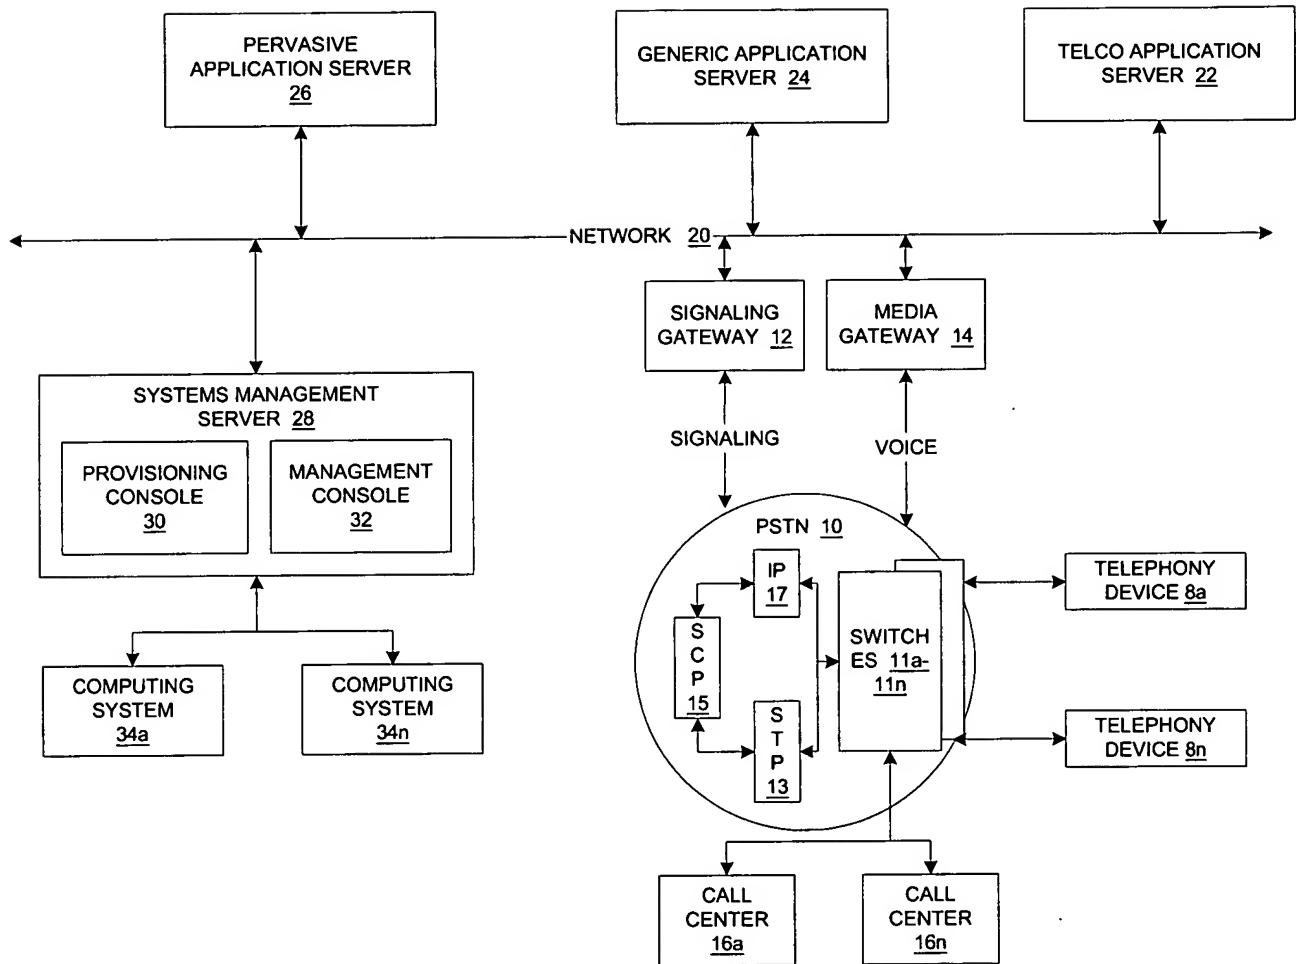 PERVASIVE
APPLICATION SERVER
26
GENERIC APPLICATION
SERVER 24
TELCO APPLICATION
SERVER 22
NETWORK 20
SIGNALING
GATEWAY 12
MEDIA
GATEWAY 14
SYSTEMS MANAGEMENT
SERVER 28
PROVISIONING
CONSOLE
30
MANAGEMENT
CONSOLE
32
SIGNALING
VOICE
PSTN 10
IP
17
S
C
P
15
S
T
P
13
SWITCH
ES 11a-
11n
TELEPHONY
DEVICE 8a
TELEPHONY
DEVICE 8n
COMPUTING
SYSTEM
34a
COMPUTING
SYSTEM
34n
CALL
CENTER
16a
CALL
CENTER
16n